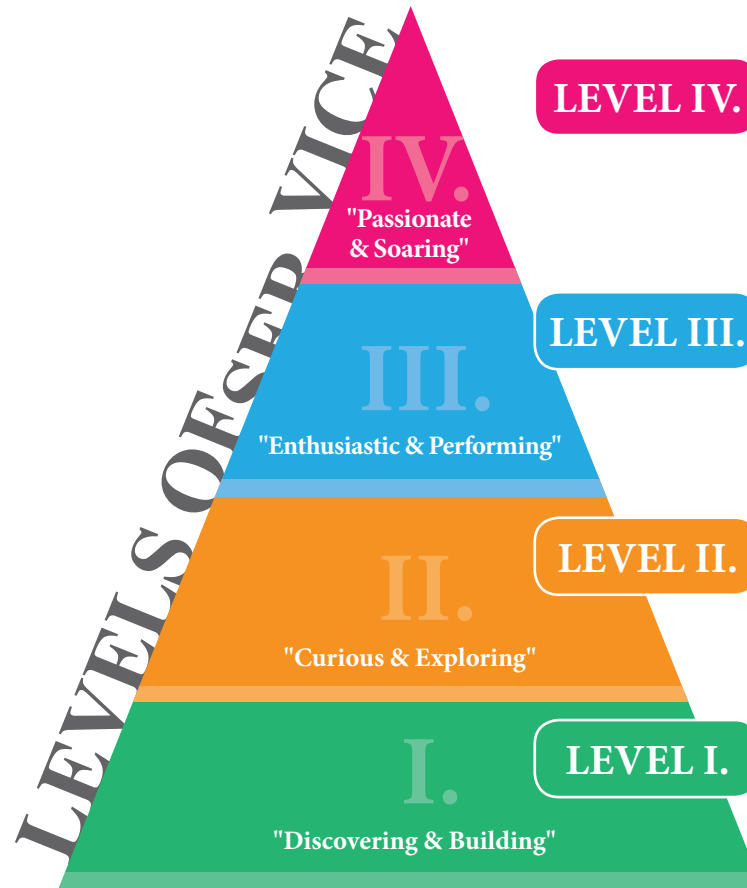 LEVELS OF SERVICE
LEVEL IV.
IV.
"Passionate
& Soaring"
LEVEL III.
III.
"Enthusiastic & Performing"
LEVEL II.
II.
"Curious & Exploring"
LEVEL I.
I.
"Discovering & Building"